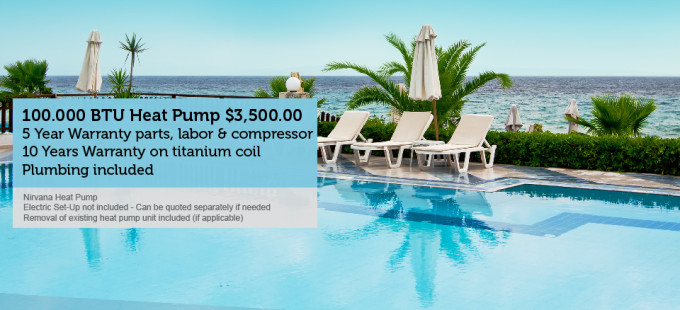 100.000 BTU Heat Pump $3,500.00
5 Year Warranty parts, labor & compressor
10 Years Warranty on titanium coil
Plumbing included
Nirvana Heat Pump
Electric Set-Up not included - Can be quoted separately if needed
Removal of existing heat pump unit included (if applicable)